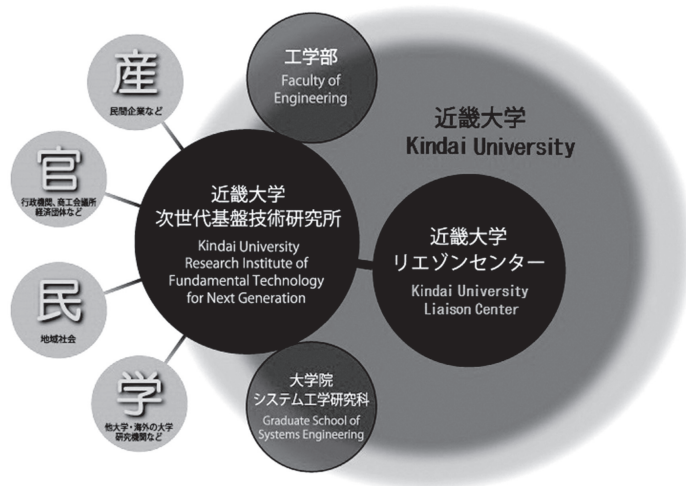 工学部
Faculty of
Engineering
産
民間企業など
官
行政機関、商工会議所
経済団体など
民
地域社会
学
他大学・海外の大学
研究機関など
近畿大学
次世代基盤技術研究所
Kindai University
Research Institute of
Fundamental Technology
for Next Generation
近畿大学
Kindai University
近畿大学
リエゾンセンター
Kindai University
Liaison Center
大学院
システム工学研究科
Graduate School of
Systems Engineering